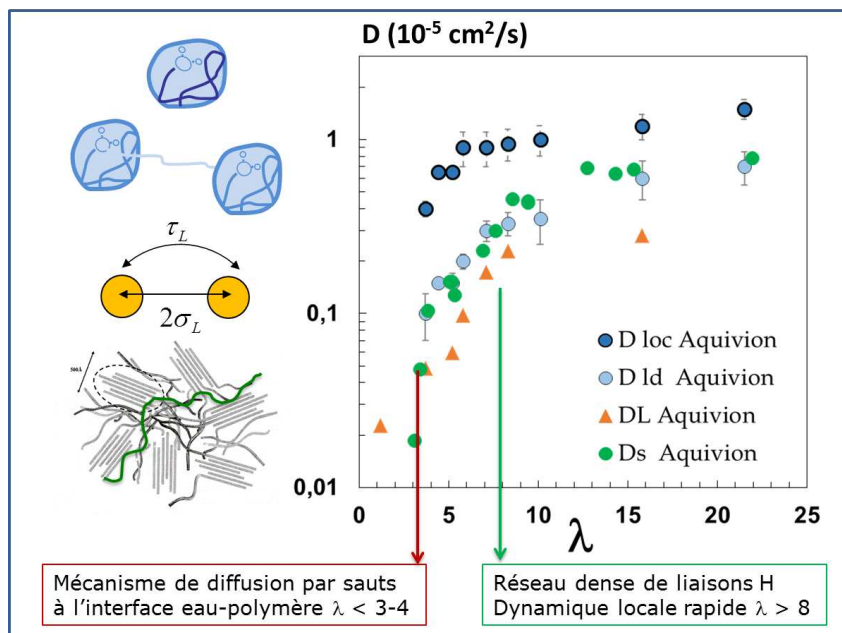 D (10⁻⁵ cm²/s)
τ_L
2σ_L
1
0,1
0,01
0
5
10
15
20
25
λ
D loc Aquivion
D ld Aquivion
DL Aquivion
Ds Aquivion
Mécanisme de diffusion par sauts
à l’interface eau-polymère λ < 3-4
Réseau dense de liaisons H
Dynamique locale rapide λ > 8